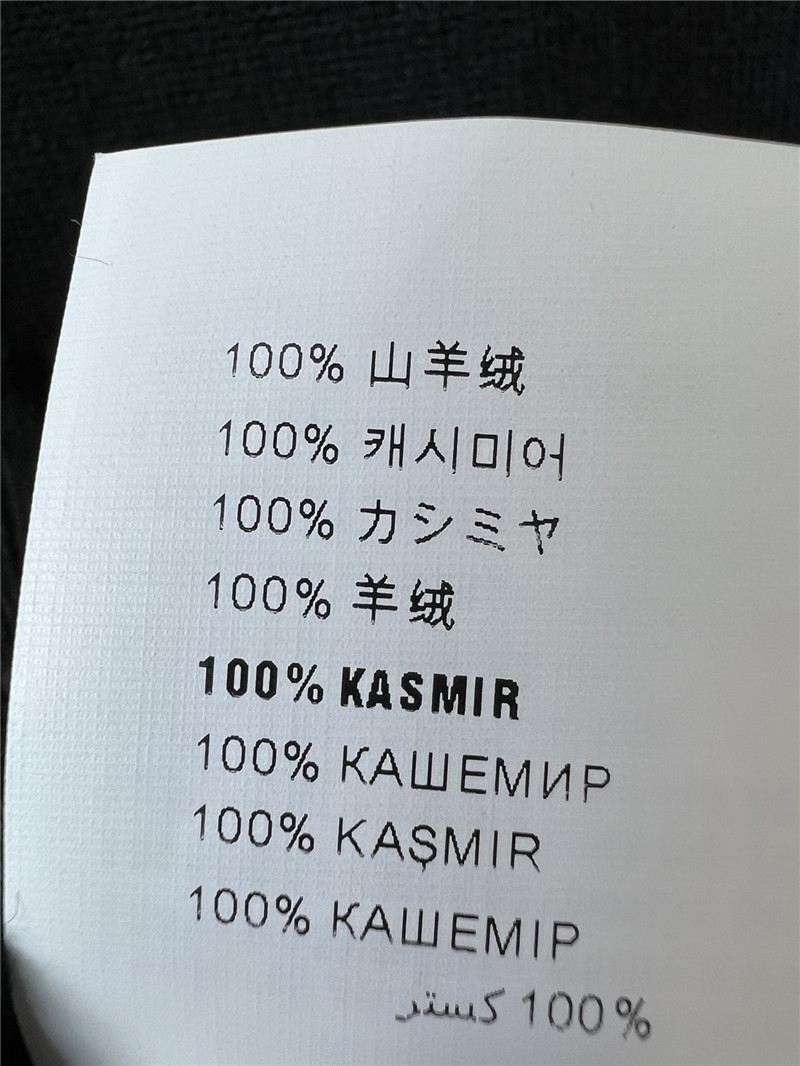 100% 山羊绒
100% 캐시미어
100% カシミヤ
100% 羊绒
100% KASMIR
100% КАШЕМИР
100% KAŞMIR
100% КАШЕМІР
100% كستر